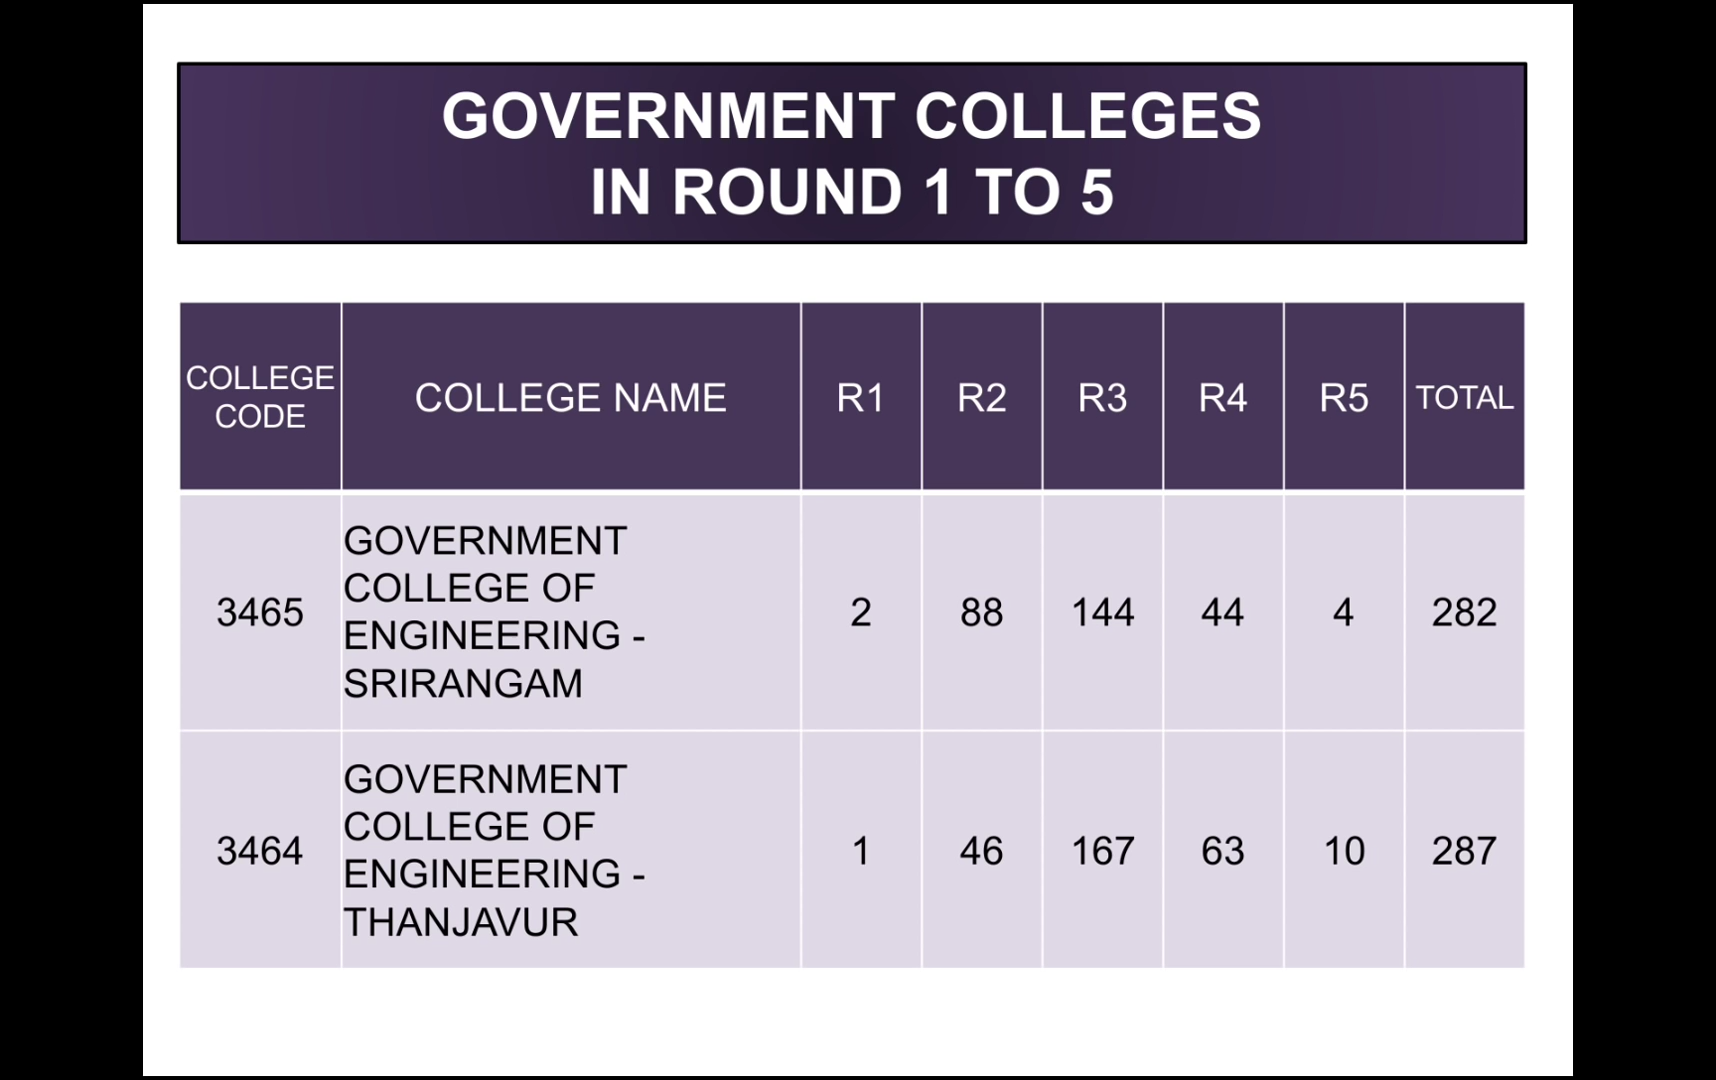 GOVERNMENT COLLEGES
IN ROUND 1 TO 5
COLLEGE CODE COLLEGE NAME R1 R2 R3 R4 R5 TOTAL
3465 GOVERNMENT COLLEGE OF ENGINEERING - SRIRANGAM 2 88 144 44 4 282
3464 GOVERNMENT COLLEGE OF ENGINEERING - THANJAVUR 1 46 167 63 10 287